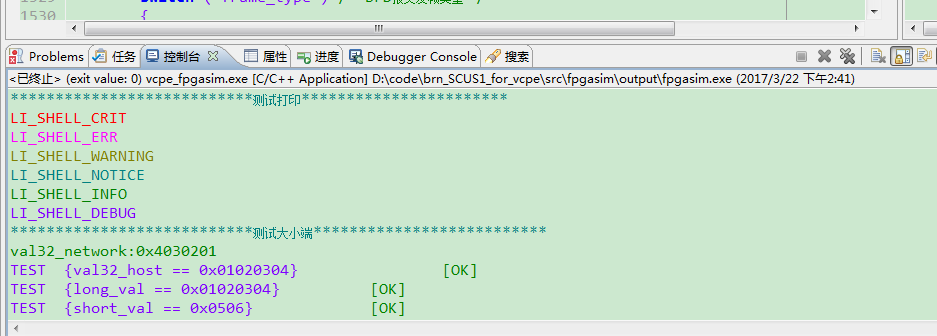 1530 {
Problems 任务 控制台 属性 进度 Debugger Console 搜索
<已终止> (exit value: 0) vcpe_fpgasim.exe [C/C++ Application] D:\code\brn_SCUS1_for_vcpe\src\fpgasim\output\fpgasim.exe (2017/3/22 下午2:41)
***************************测试打印***********************
LI_SHELL_CRIT
LI_SHELL_ERR
LI_SHELL_WARNING
LI_SHELL_NOTICE
LI_SHELL_INFO
LI_SHELL_DEBUG
***************************测试大小端**************************
val32_network:0x4030201
TEST {val32_host == 0x01020304} [OK]
TEST {long_val == 0x01020304} [OK]
TEST {short_val == 0x0506} [OK]